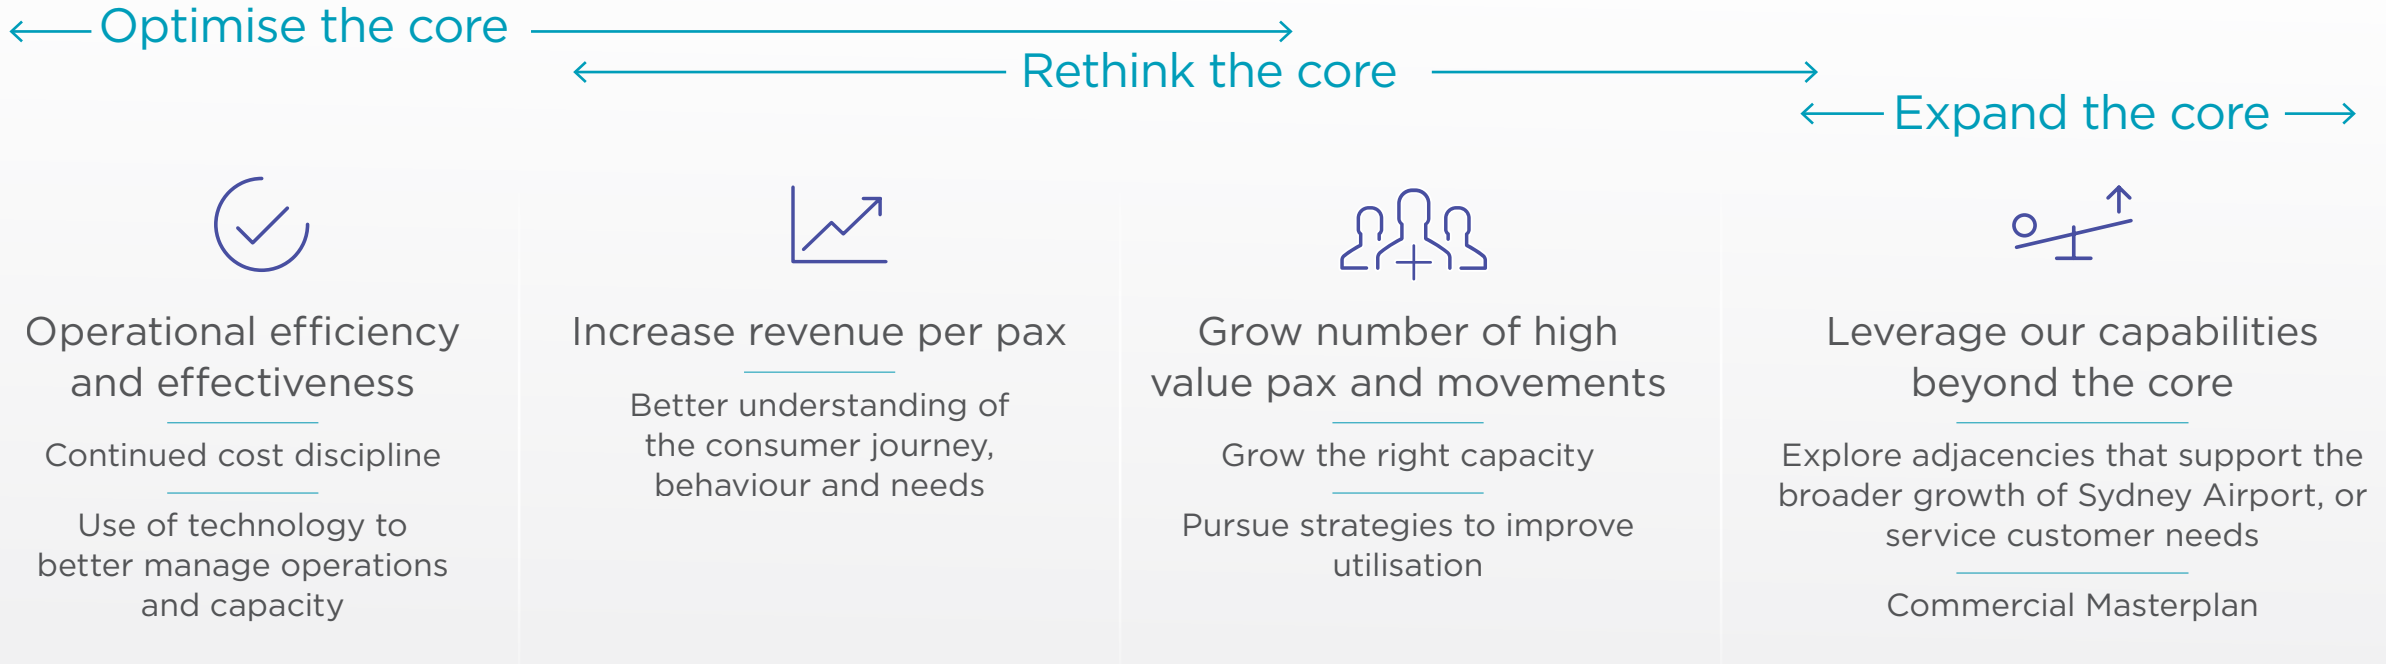 Optimise the core
Rethink the core
Expand the core
Operational efficiency
and effectiveness
Continued cost discipline
Use of technology to
better manage operations
and capacity
Increase revenue per pax
Better understanding of
the consumer journey,
behaviour and needs
Grow number of high
value pax and movements
Grow the right capacity
Pursue strategies to improve
utilisation
Leverage our capabilities
beyond the core
Explore adjacencies that support the
broader growth of Sydney Airport, or
service customer needs
Commercial Masterplan